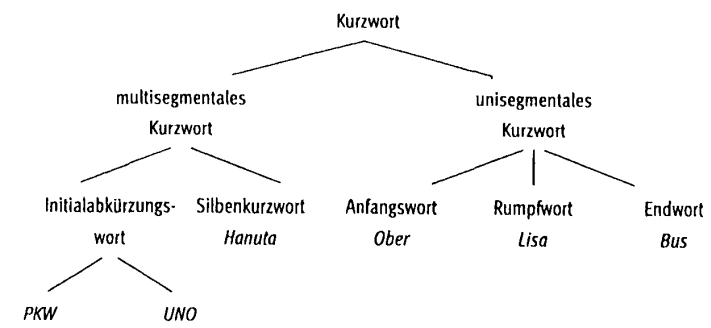 Kurzwort
multisegmentales
Kurzwort
unisegmentales
Kurzwort
Initialabkürzungs-
wort
Silbenkurzwort
Hanuta
Anfangswort
Ober
Rumpfwort
Lisa
Endwort
Bus
PKW
UNO